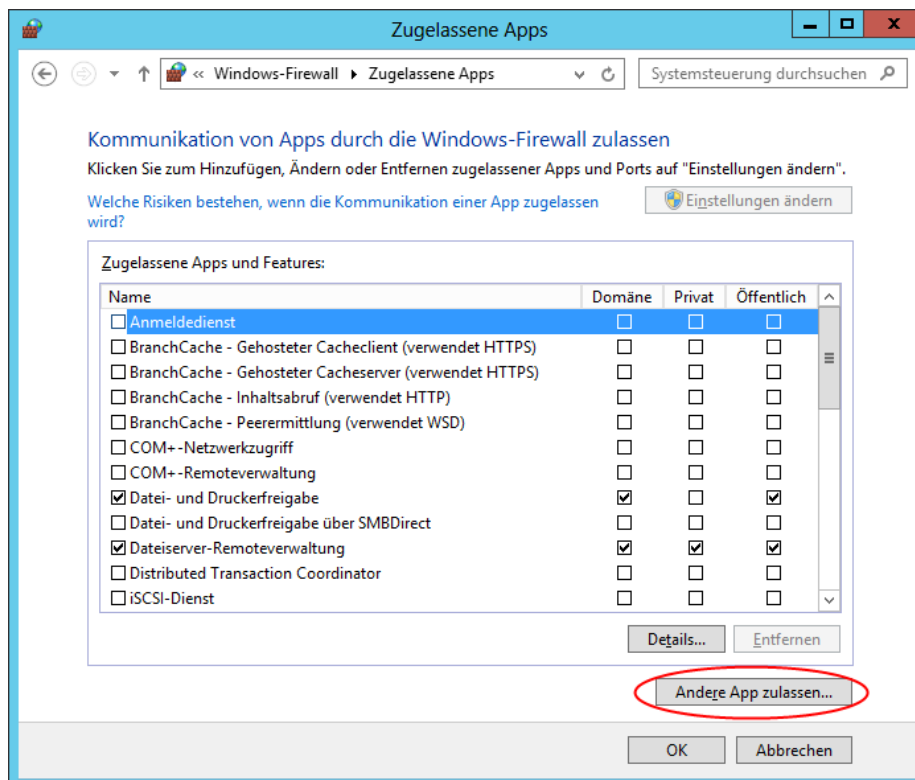 Zugelassene Apps
« Windows-Firewall Zugelassene Apps
Systemsteuerung durchsuchen
Kommunikation von Apps durch die Windows-Firewall zulassen
Klicken Sie zum Hinzufügen, Ändern oder Entfernen zugelassener Apps und Ports auf "Einstellungen ändern".
Welche Risiken bestehen, wenn die Kommunikation einer App zugelassen
wird?
Einstellungen ändern
Zugelassene Apps und Features:
Name Domäne Privat Öffentlich
Anmeldedienst
BranchCache - Gehosteter Cacheclient (verwendet HTTPS)
BranchCache - Gehosteter Cacheserver (verwendet HTTPS)
BranchCache - Inhaltsabruf (verwendet HTTP)
BranchCache - Peerermittlung (verwendet WSD)
COM+-Netzwerkzugriff
COM+-Remoteverwaltung
Datei- und Druckerfreigabe
Datei- und Druckerfreigabe über SMBDirect
Dateiserver-Remoteverwaltung
Distributed Transaction Coordinator
iSCSI-Dienst
Details... Entfernen
Andere App zulassen...
OK Abbrechen